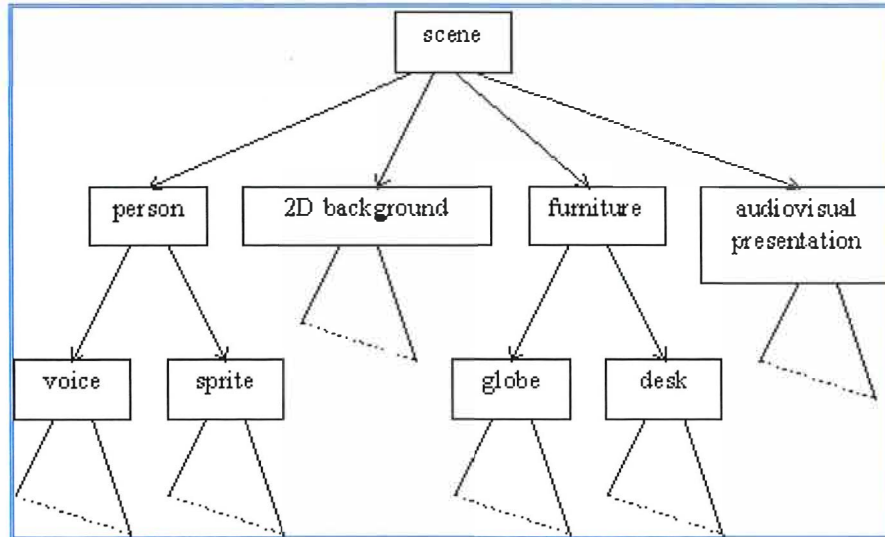 scene
person
2D background
furniture
audiovisual
presentation
voice
sprite
globe
desk